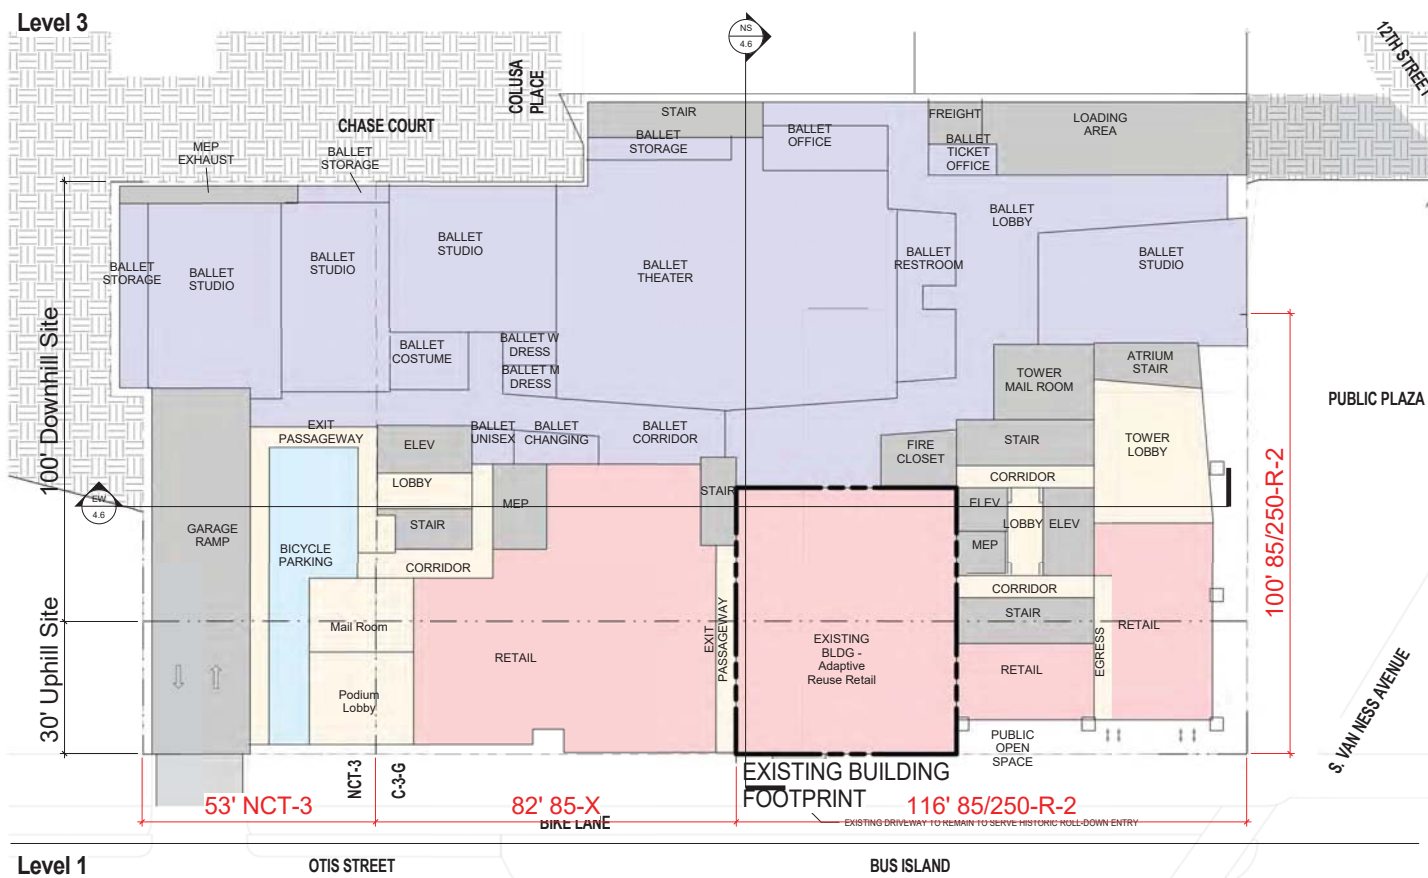 Level 3
NS
4.6
12TH STREET
COLUSA
PLACE
CHASE COURT
STAIR
BALLET
STORAGE
BALLET
OFFICE
FREIGHT
BALLET
TICKET
OFFICE
LOADING
AREA
MEP
EXHAUST
BALLET
STORAGE
BALLET
STORAGE
BALLET
STUDIO
BALLET
STUDIO
BALLET
STUDIO
BALLET
THEATER
BALLET
RESTROOM
BALLET
LOBBY
BALLET
STUDIO
BALLET
COSTUME
BALLET W
DRESS
BALLET M
DRESS
TOWER
MAIL ROOM
ATRIUM
STAIR
PUBLIC PLAZA
100' Downhill Site
EXIT
PASSAGEWAY
ELEV
BALLET
UNISEX
BALLET
CHANGING
BALLET
CORRIDOR
FIRE
CLOSET
STAIR
TOWER
LOBBY
CORRIDOR
LOBBY
MEP
STAIR
EW
4.6
GARAGE
RAMP
BICYCLE
PARKING
STAIR
CORRIDOR
ELEV
LOBBY
ELEV
MEP
CORRIDOR
STAIR
100' 85/250-R-2
30' Uphill Site
Mail Room
Podium
Lobby
RETAIL
EXIT
PASSAGEWAY
EXISTING
BLDG -
Adaptive
Reuse Retail
RETAIL
EGRESS
RETAIL
S. VAN NESS AVENUE
PUBLIC
OPEN
SPACE
NCT-3
C-3-G
EXISTING BUILDING
FOOTPRINT
53' NCT-3
82' 85-X
116' 85/250-R-2
BIKE LANE
EXISTING DRIVEWAY TO REMAIN TO SERVE HISTORIC ROLL-DOWN ENTRY
Level 1
OTIS STREET
BUS ISLAND